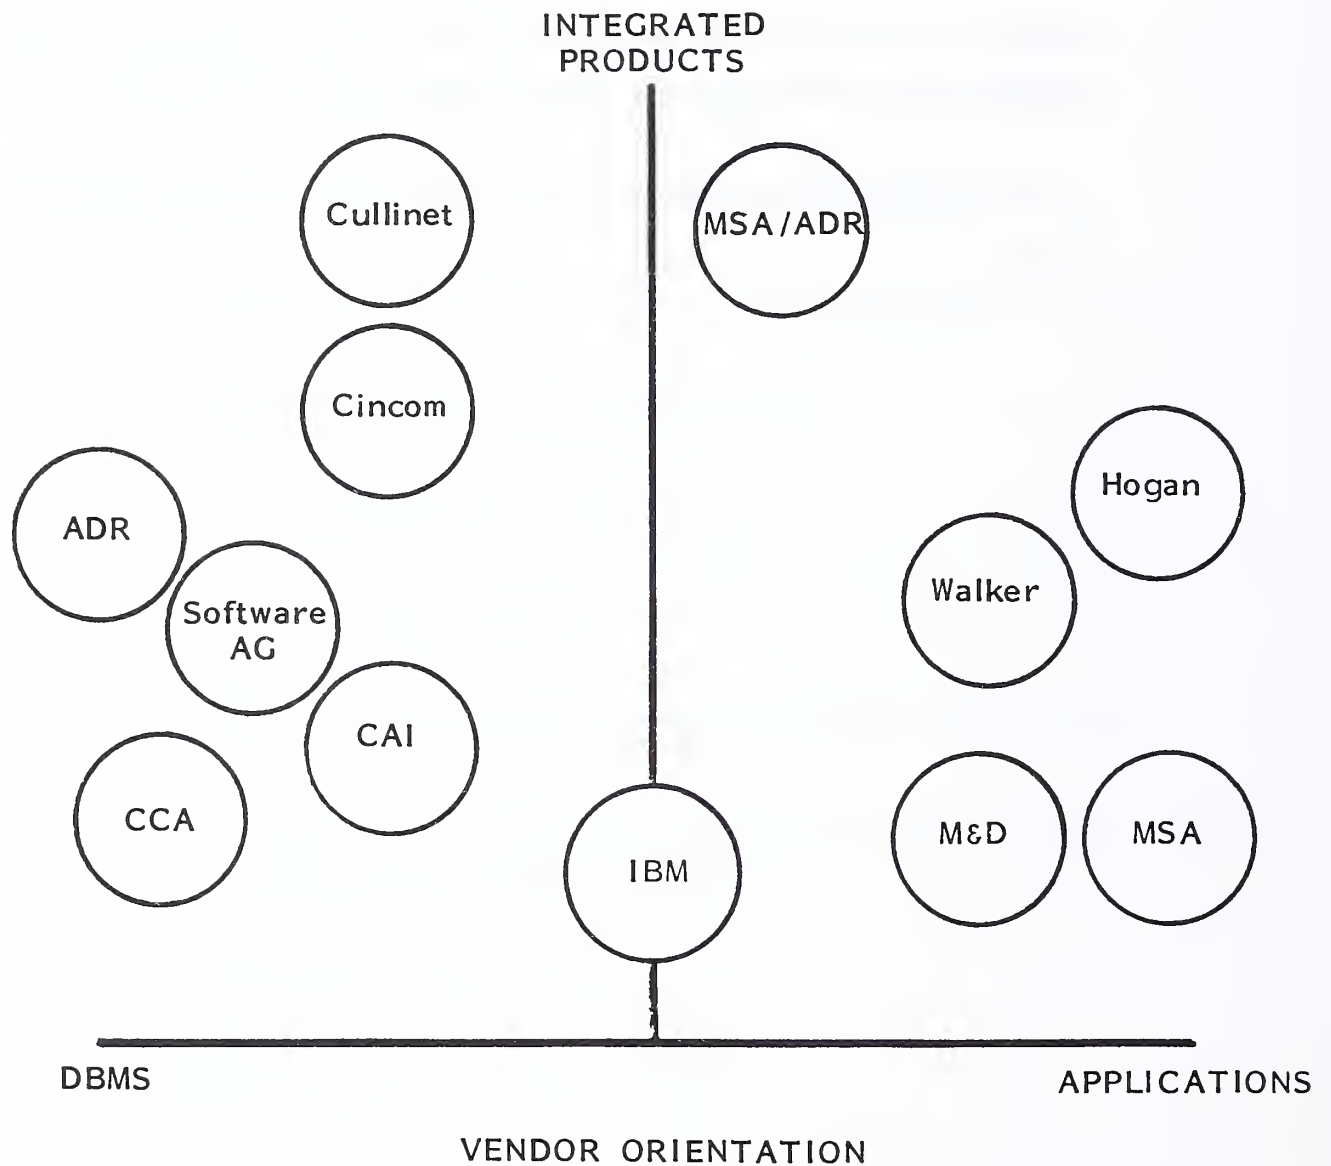 INTEGRATED
PRODUCTS
Cullinet
MSA/ADR
Cincom
Hogan
ADR
Walker
Software
AG
CAI
CCA
M&D
MSA
IBM
DBMS
APPLICATIONS
VENDOR ORIENTATION